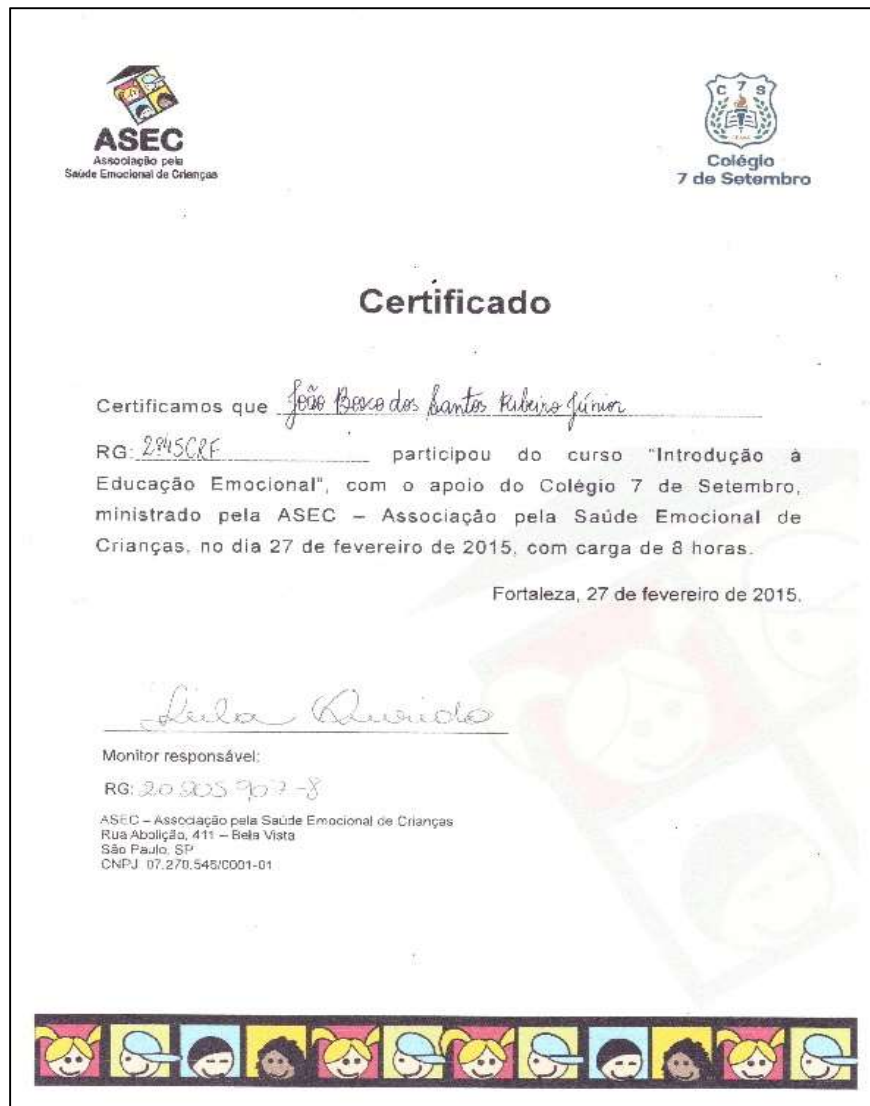 ASEC
Associação pela
Saúde Emocional de Crianças
C 7 S
Colégio
7 de Setembro
Certificado
Certificamos que João Bosco dos Santos Ribeiro Júnior
RG: 2945CRF participou do curso "Introdução à
Educação Emocional", com o apoio do Colégio 7 de Setembro,
ministrado pela ASEC – Associação pela Saúde Emocional de
Crianças, no dia 27 de fevereiro de 2015, com carga de 8 horas.
Fortaleza, 27 de fevereiro de 2015.
Leila Querido
Monitor responsável:
RG: 20.205.907-8
ASEC – Associação pela Saúde Emocional de Crianças
Rua Abolição, 411 – Bela Vista
São Paulo, SP
CNPJ 07.270.545/0001-01